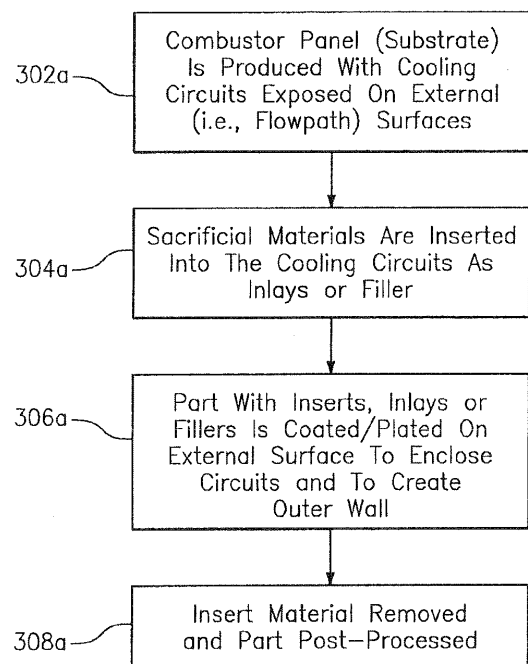 302a
Combustor Panel (Substrate)
Is Produced With Cooling
Circuits Exposed On External
(i.e., Flowpath) Surfaces
304a
Sacrificial Materials Are Inserted
Into The Cooling Circuits As
Inlays or Filler
306a
Part With Inserts, Inlays or
Fillers Is Coated/Plated On
External Surface To Enclose
Circuits and To Create
Outer Wall
308a
Insert Material Removed
and Part Post-Processed